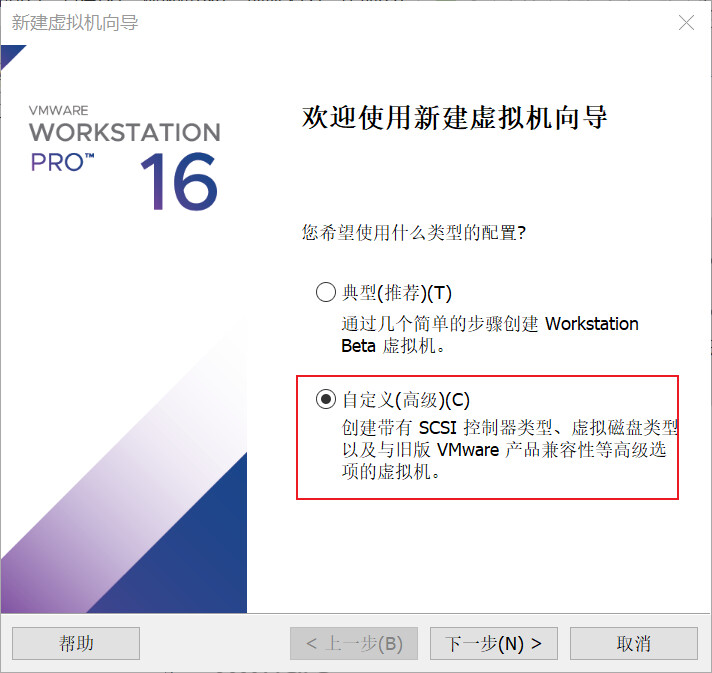 新建虚拟机向导
VMWARE
WORKSTATION
PRO™
16
欢迎使用新建虚拟机向导
您希望使用什么类型的配置?
典型(推荐)(T)
通过几个简单的步骤创建 Workstation
Beta 虚拟机。
自定义(高级)(C)
创建带有 SCSI 控制器类型、虚拟磁盘类型
以及与旧版 VMware 产品兼容性等高级选
项的虚拟机。
帮助
< 上一步(B)
下一步(N) >
取消